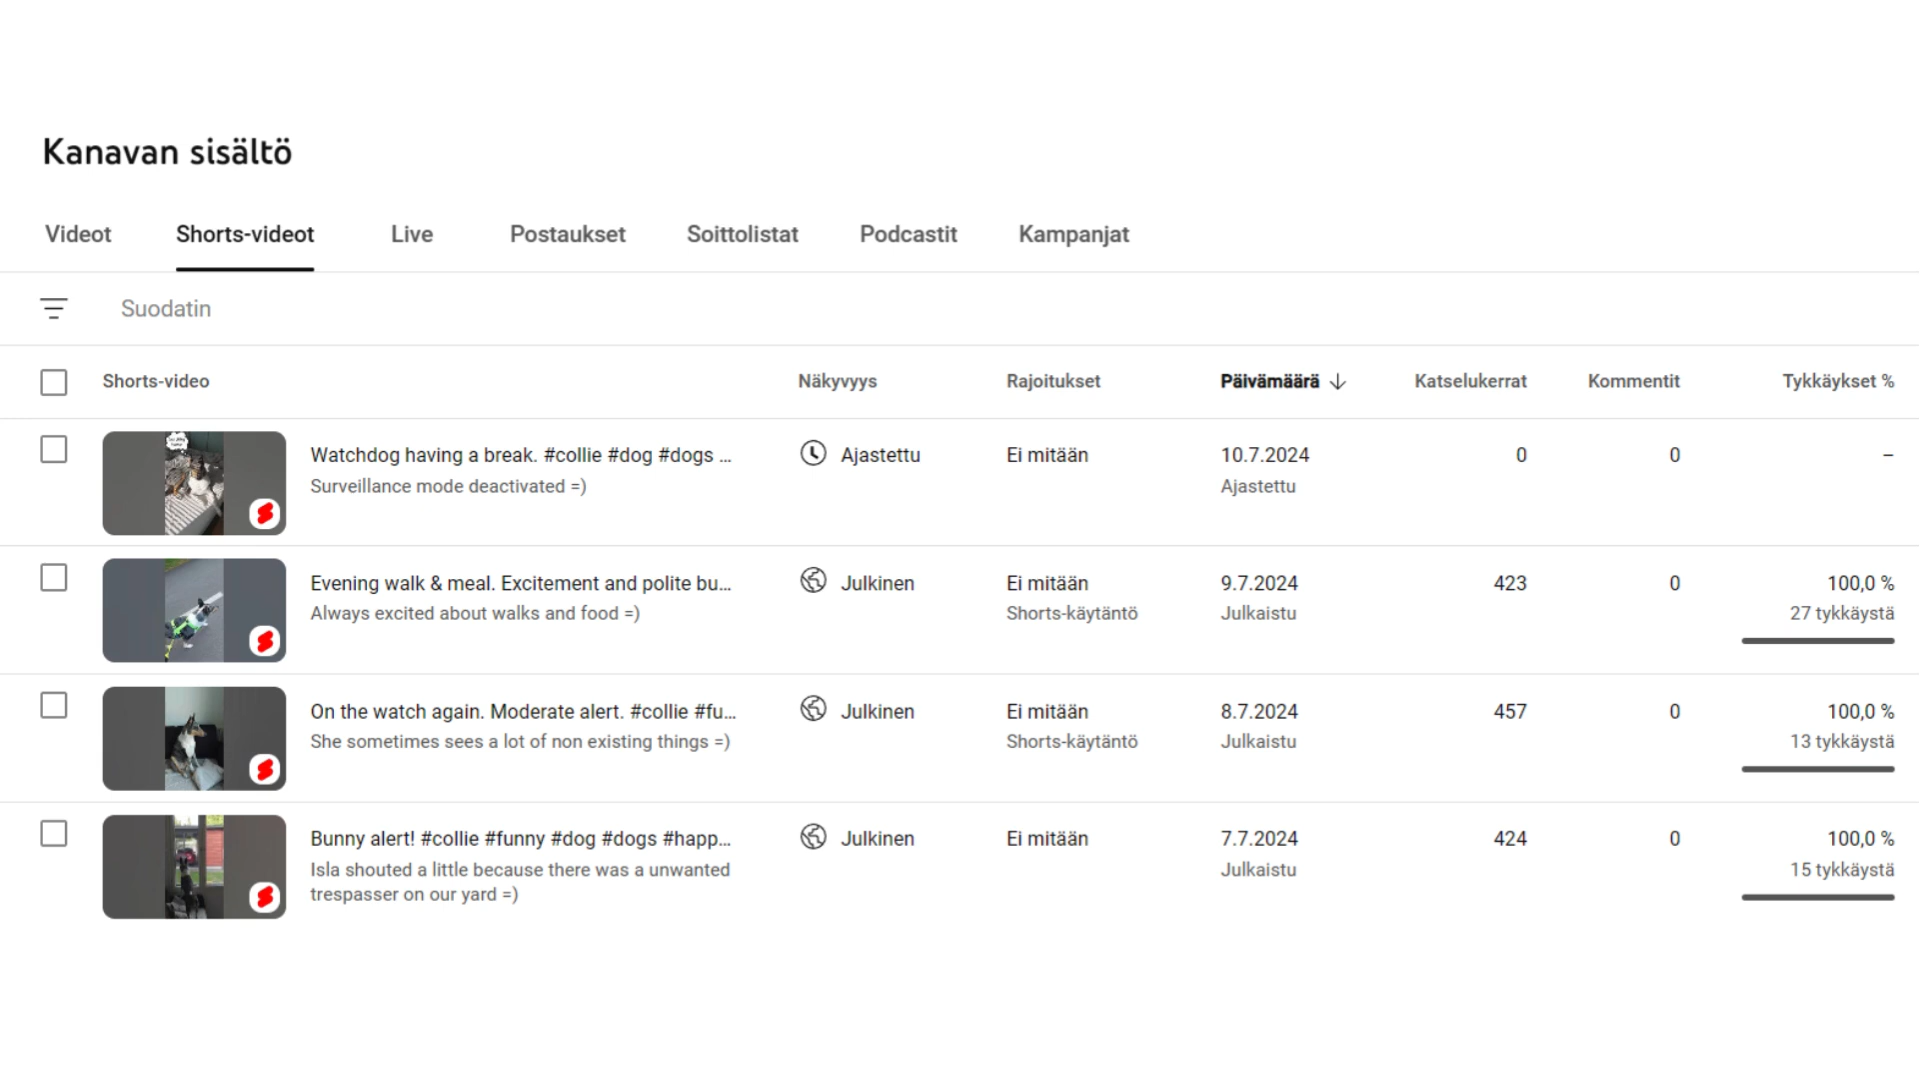 Kanavan sisältö
Videot Shorts-videot Live Postaukset Soittolistat Podcastit Kampanjat
Suodatin
Shorts-video Näkyvyys Rajoitukset Päivämäärä Katselukerrat Kommentit Tykkäykset %
Watchdog having a break. #collie #dog #dogs ... Ajastettu Ei mitään 10.7.2024 0 0 –
Surveillance mode deactivated =) Ajastettu
Evening walk & meal. Excitement and polite bu... Julkinen Ei mitään 9.7.2024 423 0 100,0 %
Always excited about walks and food =) Shorts-käytäntö Julkaistu 27 tykkäystä
On the watch again. Moderate alert. #collie #fu... Julkinen Ei mitään 8.7.2024 457 0 100,0 %
She sometimes sees a lot of non existing things =) Shorts-käytäntö Julkaistu 13 tykkäystä
Bunny alert! #collie #funny #dog #dogs #happ... Julkinen Ei mitään 7.7.2024 424 0 100,0 %
Isla shouted a little because there was a unwanted Julkaistu 15 tykkäystä
trespasser on our yard =)